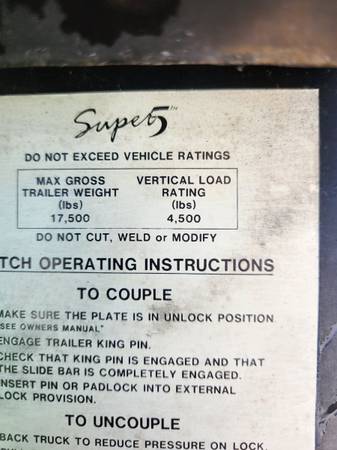 Super5™
DO NOT EXCEED VEHICLE RATINGS
MAX GROSS VERTICAL LOAD
TRAILER WEIGHT RATING
(lbs) (lbs)
17,500 4,500
DO NOT CUT, WELD or MODIFY
TCH OPERATING INSTRUCTIONS
TO COUPLE
MAKE SURE THE PLATE IS IN UNLOCK POSITION
"SEE OWNERS MANUAL"
ENGAGE TRAILER KING PIN.
CHECK THAT KING PIN IS ENGAGED AND THAT
THE SLIDE BAR IS COMPLETELY ENGAGED.
INSERT PIN OR PADLOCK INTO EXTERNAL
LOCK PROVISION.
TO UNCOUPLE
BACK TRUCK TO REDUCE PRESSURE ON LOCK.